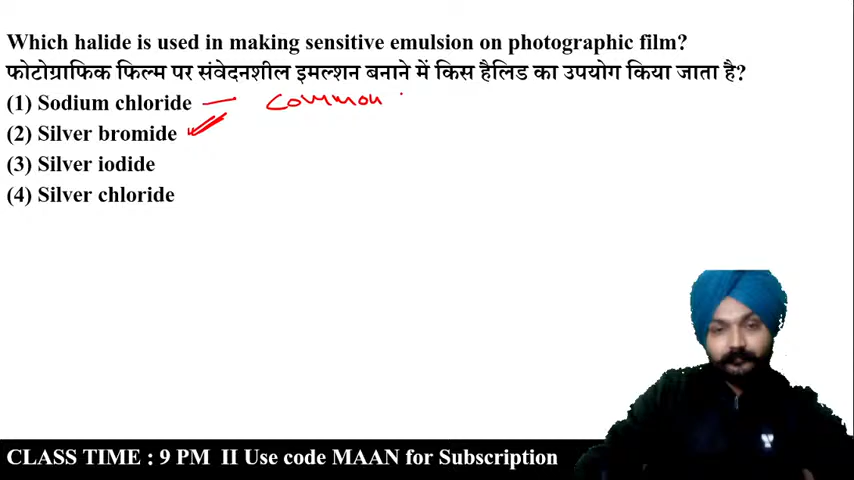 Which halide is used in making sensitive emulsion on photographic film?
फोटोग्राफिक फिल्म पर संवेदनशील इमल्शन बनाने में किस हैलिड का उपयोग किया जाता है?
(1) Sodium chloride — common
(2) Silver bromide
(3) Silver iodide
(4) Silver chloride
CLASS TIME : 9 PM II Use code MAAN for Subscription